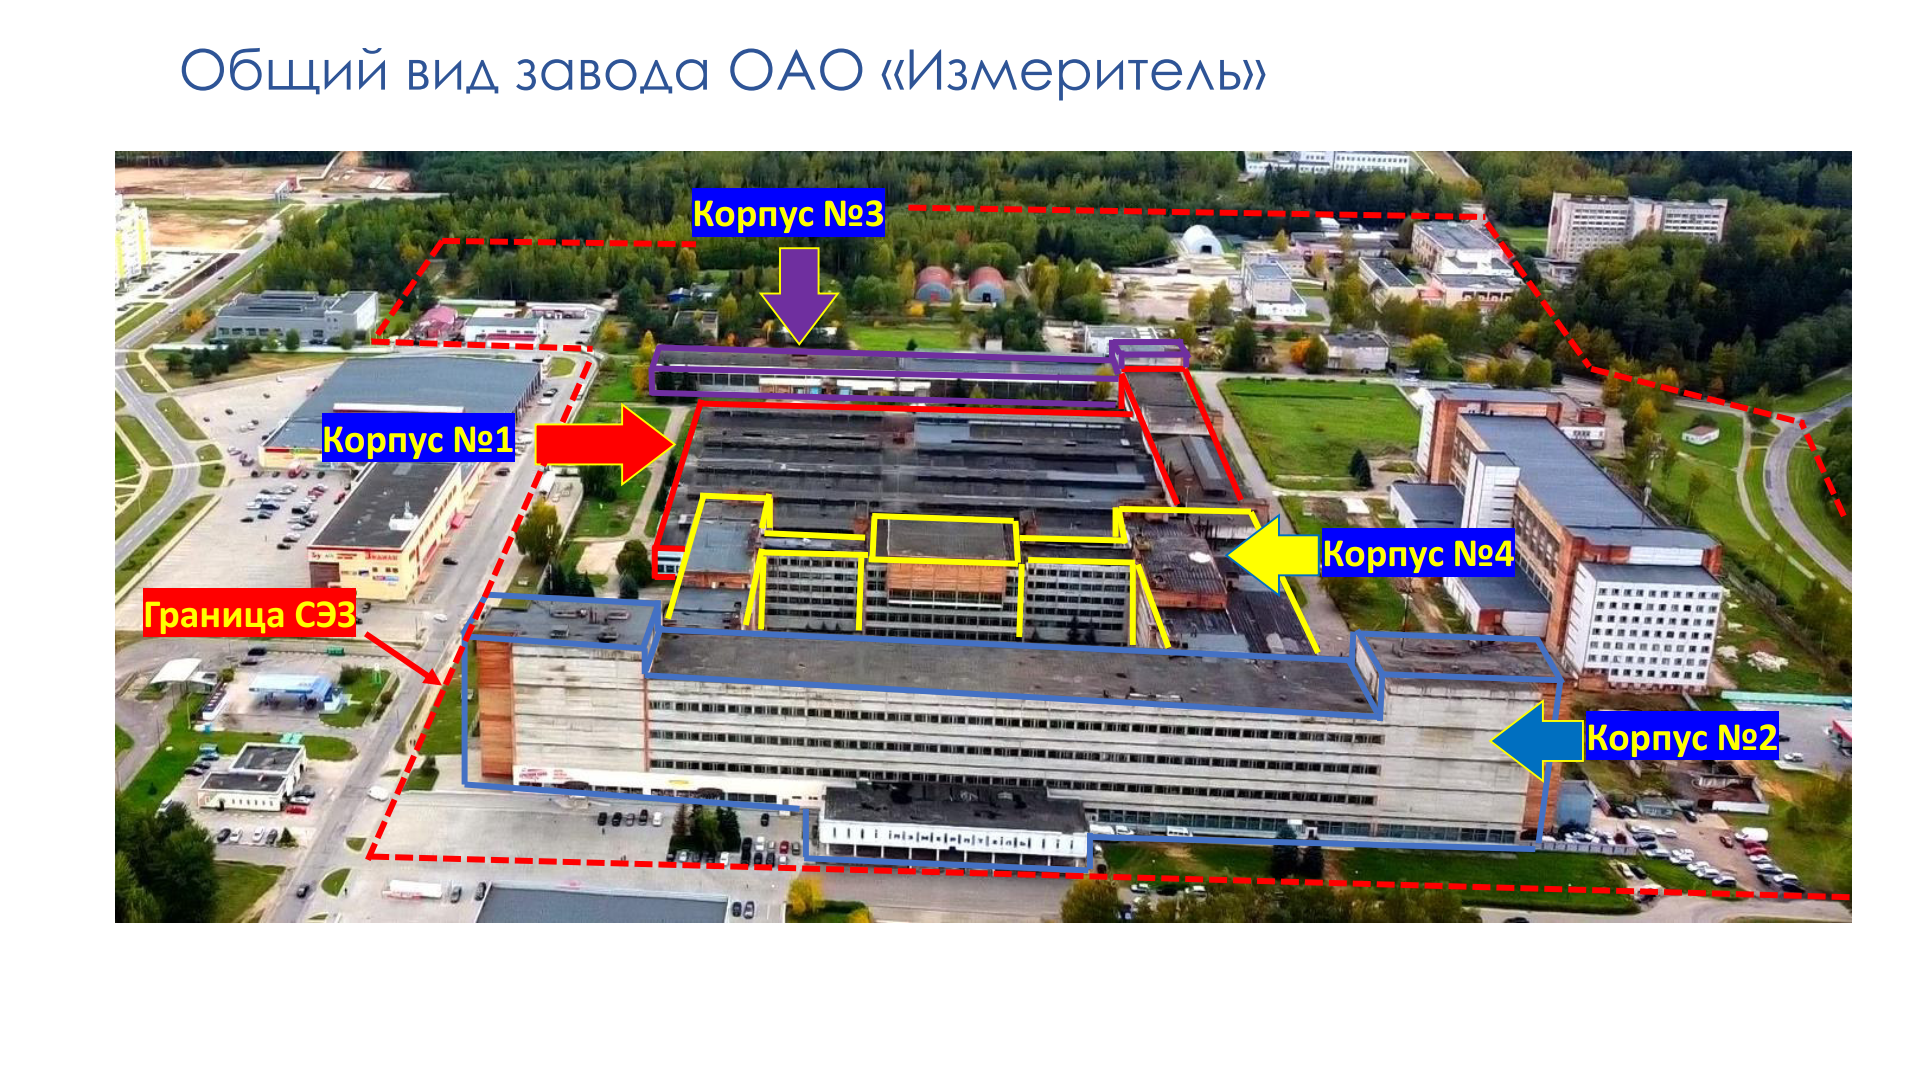 Общий вид завода ОАО «Измеритель»
Корпус №3
Корпус №1
Корпус №4
Граница СЭЗ
Корпус №2